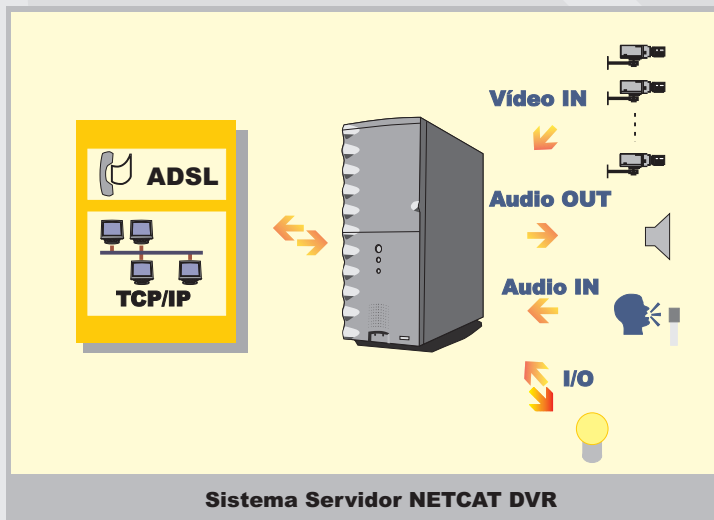 Vídeo IN
ADSL
Audio OUT
TCP/IP
Audio IN
I/O
Sistema Servidor NETCAT DVR